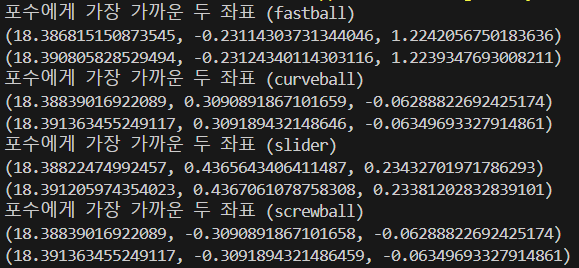 포수에게 가장 가까운 두 좌표 (fastball)
(18.386815150873545, -0.23114303731344046, 1.2242056750183636)
(18.390805828529494, -0.23124340114303116, 1.2239347693008211)
포수에게 가장 가까운 두 좌표 (curveball)
(18.38839016922089, 0.3090891867101659, -0.06288822692425174)
(18.391363455249117, 0.309189432148646, -0.06349693327914861)
포수에게 가장 가까운 두 좌표 (slider)
(18.38822474992457, 0.4365643406411487, 0.23432701971786293)
(18.391205974354023, 0.4367061078758308, 0.23381202832839101)
포수에게 가장 가까운 두 좌표 (screwball)
(18.38839016922089, -0.3090891867101658, -0.06288822692425174)
(18.391363455249117, -0.3091894321486459, -0.06349693327914861)